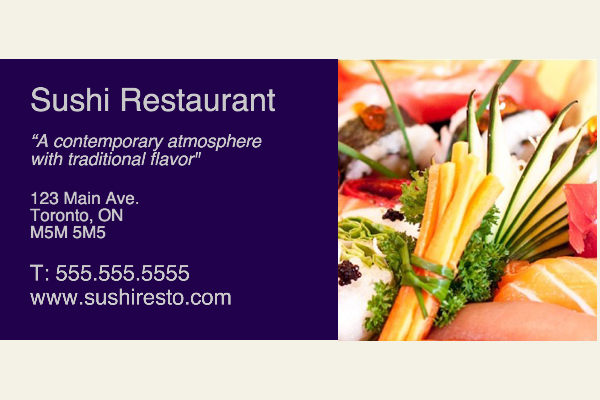 Sushi Restaurant
“A contemporary atmosphere
with traditional flavor"
123 Main Ave.
Toronto, ON
M5M 5M5
T: 555.555.5555
www.sushiresto.com